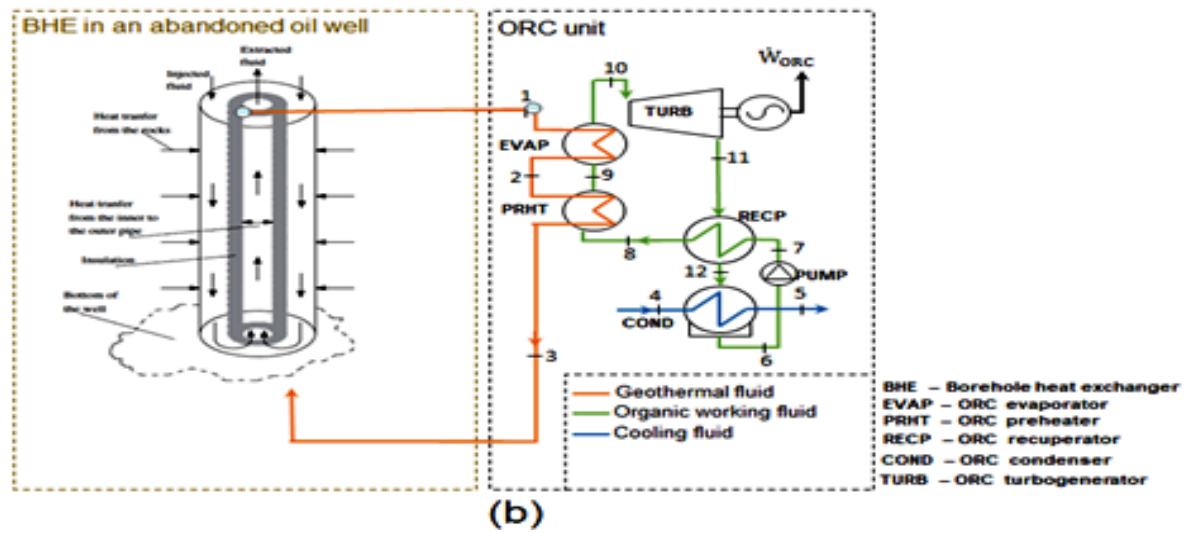 BHE in an abandoned oil well
Extracted
fluid
Injected
fluid
Heat tranfer
from the rocks
Heat tranfer
from the inner to
the outer pipe
Insulation
Bottom of
the well
ORC unit
ẆORC
10
TURB
1
EVAP
11
2
9
PRHT
RECP
8
7
12
PUMP
4
5
COND
6
3
Geothermal fluid
Organic working fluid
Cooling fluid
BHE – Borehole heat exchanger
EVAP – ORC evaporator
PRHT – ORC preheater
RECP – ORC recuperator
COND – ORC condenser
TURB – ORC turbogenerator
(b)